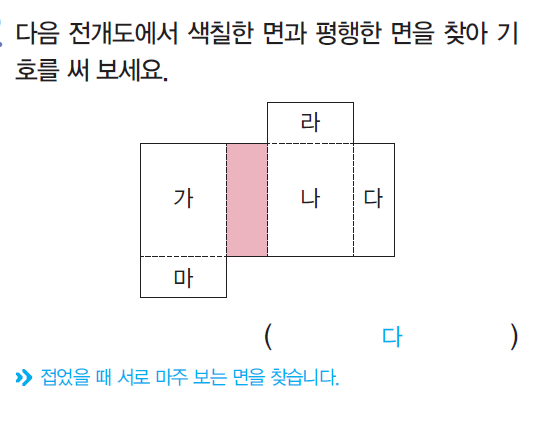 다음 전개도에서 색칠한 면과 평행한 면을 찾아 기
호를 써 보세요.
라
가 나 다
마
( 다 )
접었을 때 서로 마주 보는 면을 찾습니다.